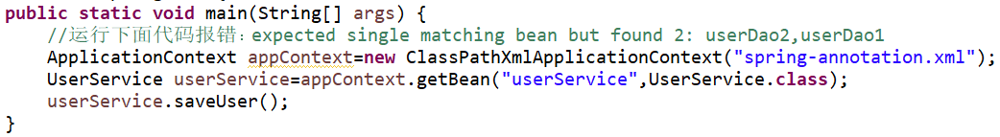 public static void main(String[] args) {
//运行下面代码报错：expected single matching bean but found 2: userDao2,userDao1
ApplicationContext appContext=new ClassPathXmlApplicationContext("spring-annotation.xml");
UserService userService=appContext.getBean("userService",UserService.class);
userService.saveUser();
}